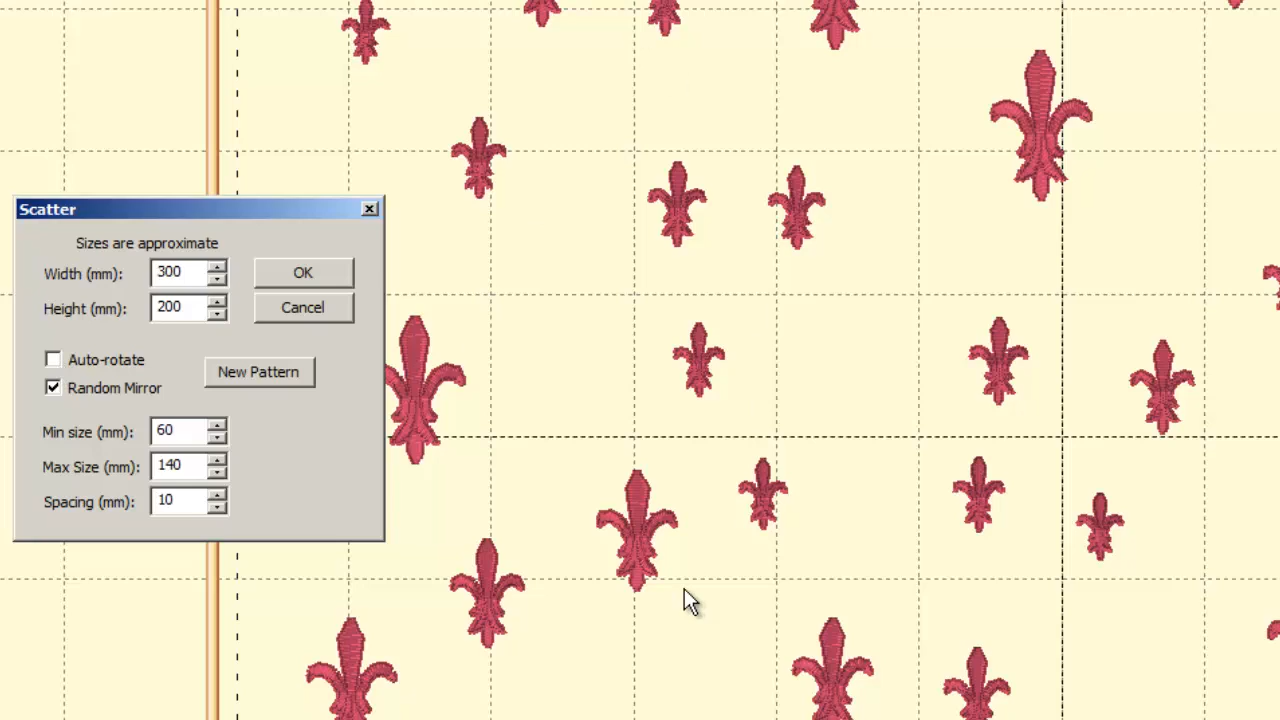 Scatter
Sizes are approximate
Width (mm): 300 OK
Height (mm): 200 Cancel
Auto-rotate
New Pattern
Random Mirror
Min size (mm): 60
Max Size (mm): 140
Spacing (mm): 10